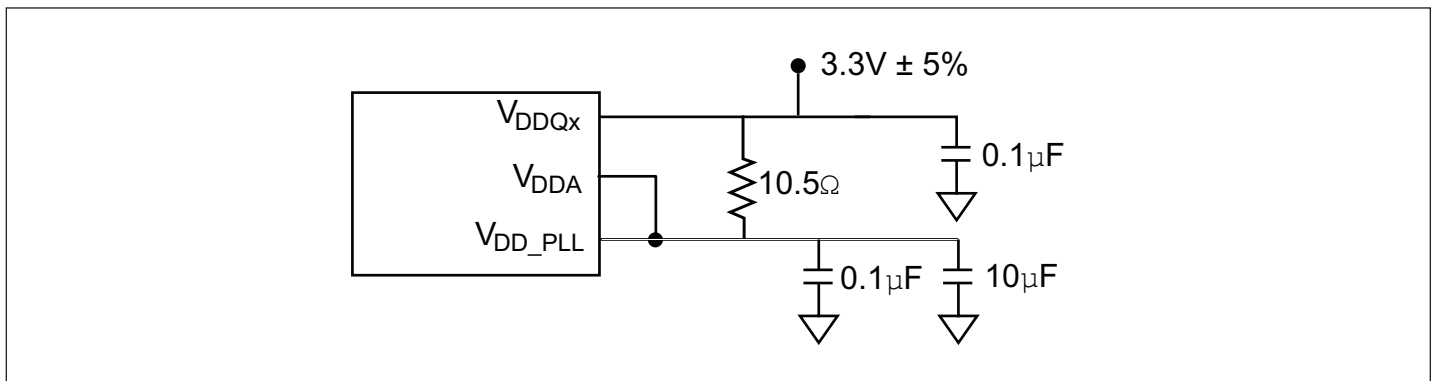 3.3V ± 5%
VDDQx
0.1μF
VDDA
10.5Ω
VDD_PLL
0.1μF
10μF